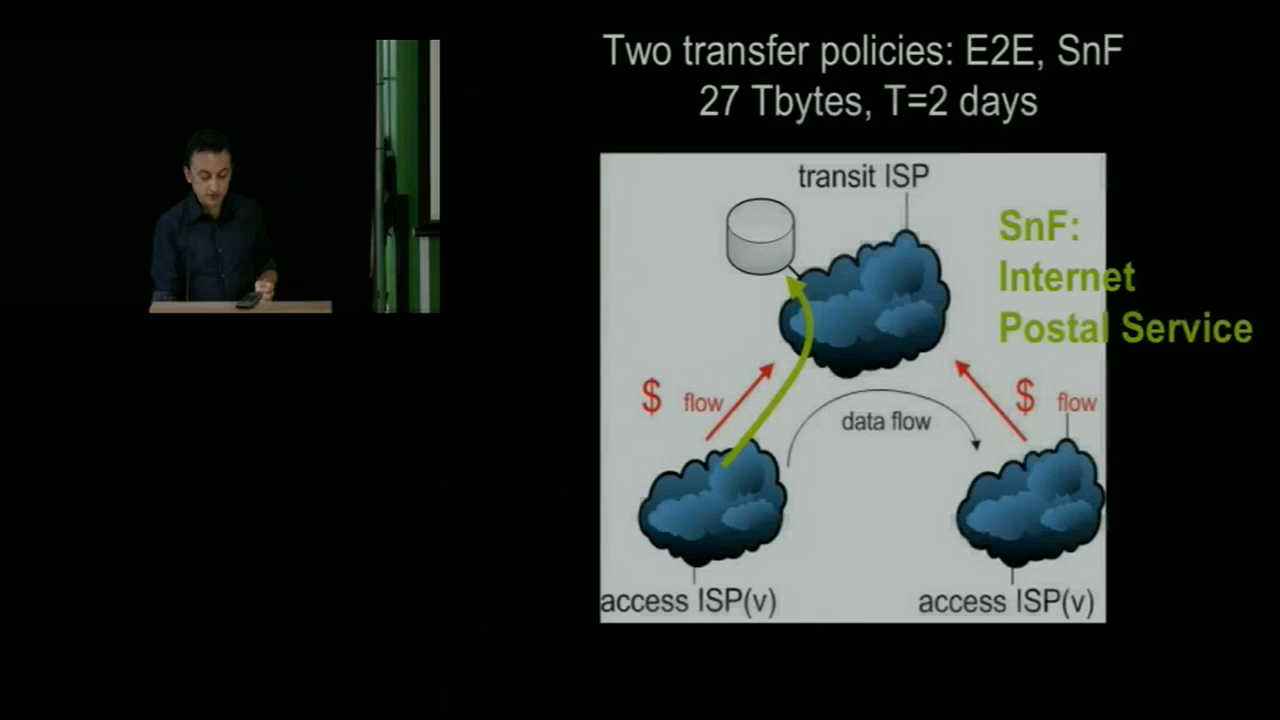 Two transfer policies: E2E, SnF
27 Tbytes, T=2 days
transit ISP
SnF:
Internet
Postal Service
$ flow
$ flow
data flow
access ISP(v)
access ISP(v)